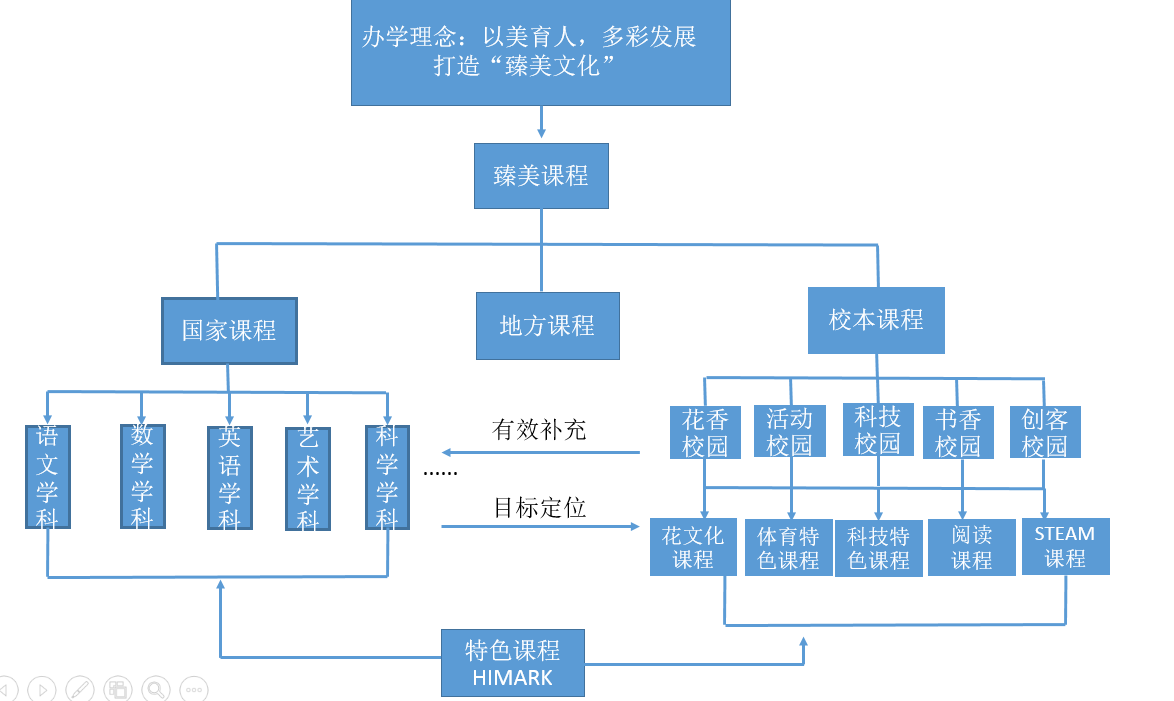 办学理念：以美育人，多彩发展
打造“臻美文化”
臻美课程
国家课程
地方课程
校本课程
语文学科
数学学科
英语学科
艺术学科
科学学科
……
有效补充
目标定位
花香
校园
活动
校园
科技
校园
书香
校园
创客
校园
花文化
课程
体育特
色课程
科技特
色课程
阅读
课程
STEAM
课程
特色课程
HIMARK